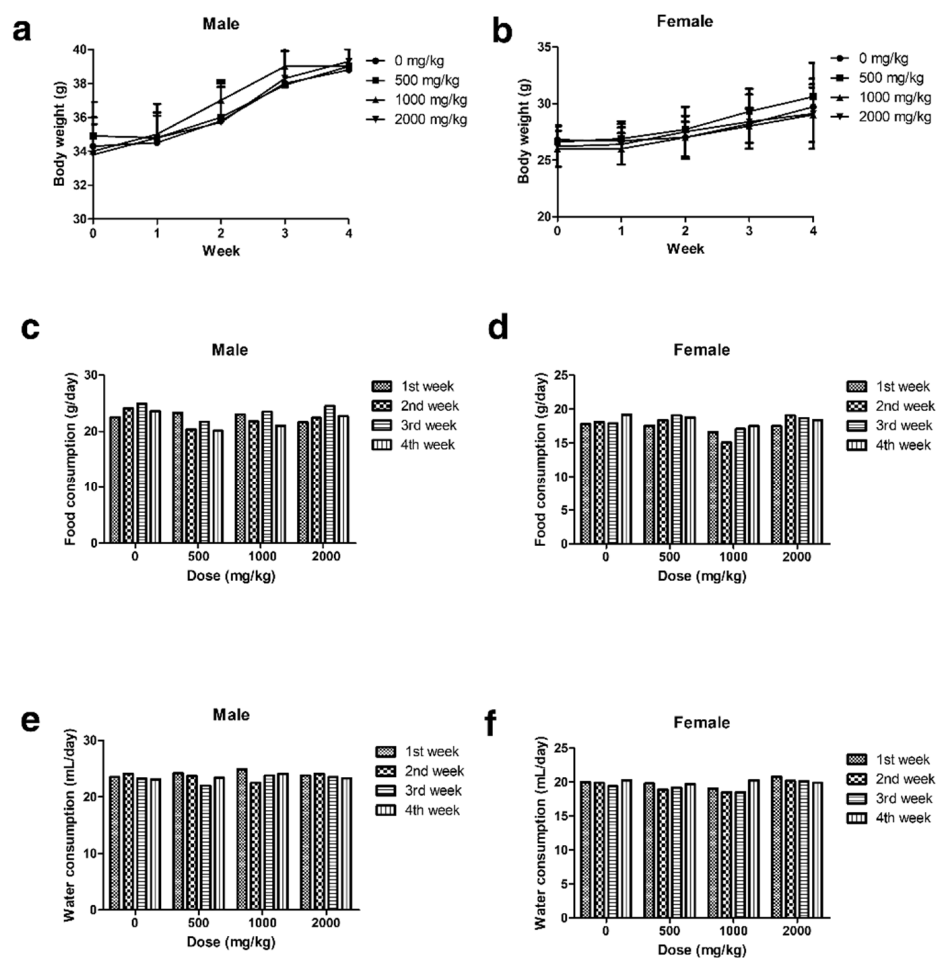 a
Male
Body weight (g)
40
38
36
34
32
30
0
1
2
3
4
Week
0 mg/kg
500 mg/kg
1000 mg/kg
2000 mg/kg
b
Female
Body weight (g)
35
30
25
20
0
1
2
3
4
Week
0 mg/kg
500 mg/kg
1000 mg/kg
2000 mg/kg
c
Male
Food consumption (g/day)
30
20
10
0
0
500
1000
2000
Dose (mg/kg)
1st week
2nd week
3rd week
4th week
d
Female
Food consumption (g/day)
25
20
15
10
5
0
0
500
1000
2000
Dose (mg/kg)
1st week
2nd week
3rd week
4th week
e
Male
Water consumption (mL/day)
30
20
10
0
0
500
1000
2000
Dose (mg/kg)
1st week
2nd week
3rd week
4th week
f
Female
Water consumption (mL/day)
25
20
15
10
5
0
0
500
1000
2000
Dose (mg/kg)
1st week
2nd week
3rd week
4th week